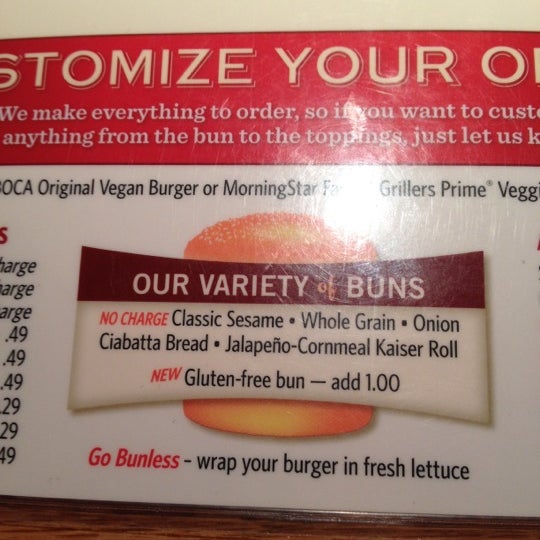 STOMIZE YOUR O
We make everything to order, so if you want to custo
anything from the bun to the toppings, just let us k
BOCA Original Vegan Burger or MorningStar Grillers Prime® Veggi
S
harge
arge
arge
.49
.49
.49
.29
.29
49
OUR VARIETY of BUNS
NO CHARGE Classic Sesame • Whole Grain • Onion
Ciabatta Bread • Jalapeño-Cornmeal Kaiser Roll
NEW Gluten-free bun — add 1.00
Go Bunless – wrap your burger in fresh lettuce